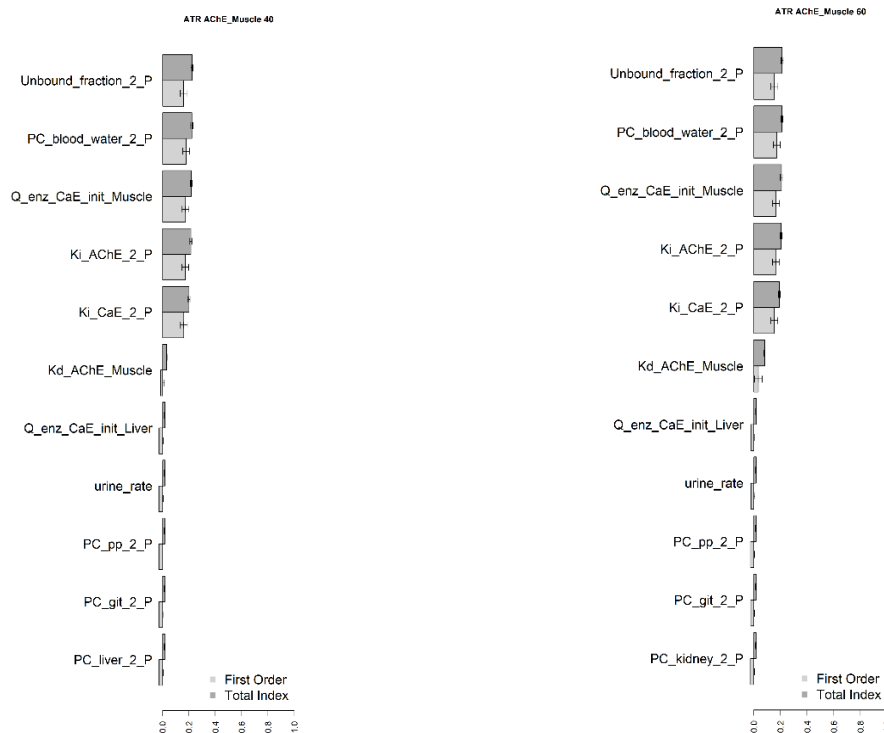 ATR AChE_Muscle 40
Unbound_fraction_2_P
PC_blood_water_2_P
Q_enz_CaE_init_Muscle
Ki_AChE_2_P
Ki_CaE_2_P
Kd_AChE_Muscle
Q_enz_CaE_init_Liver
urine_rate
PC_pp_2_P
PC_git_2_P
PC_liver_2_P
First Order
Total Index
0.0
0.2
0.4
0.6
0.8
1.0
ATR AChE_Muscle 60
Unbound_fraction_2_P
PC_blood_water_2_P
Q_enz_CaE_init_Muscle
Ki_AChE_2_P
Ki_CaE_2_P
Kd_AChE_Muscle
Q_enz_CaE_init_Liver
urine_rate
PC_pp_2_P
PC_git_2_P
PC_kidney_2_P
First Order
Total Index
0.0
0.2
0.4
0.6
0.8